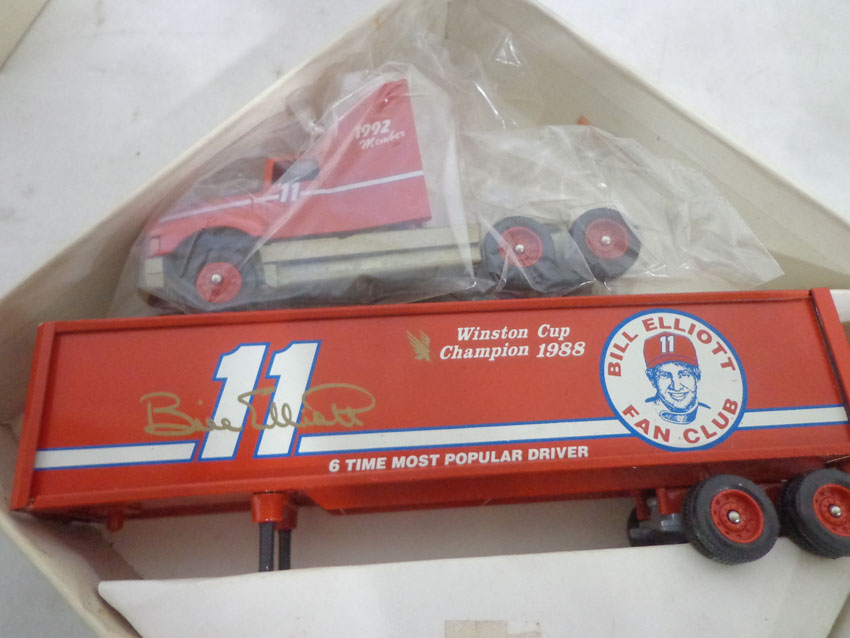 1992
Member
11
Winston Cup
Champion 1988
BILL ELLIOTT
11
FAN CLUB
11
Bill Elliott
6 TIME MOST POPULAR DRIVER